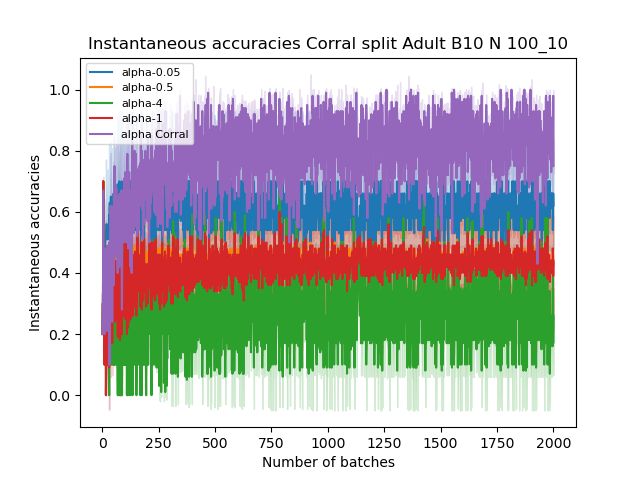 Instantaneous accuracies Corral split Adult B10 N 100_10
alpha-0.05
alpha-0.5
alpha-4
alpha-1
alpha Corral
1.0
0.8
0.6
0.4
0.2
0.0
Instantaneous accuracies
0 250 500 750 1000 1250 1500 1750 2000
Number of batches